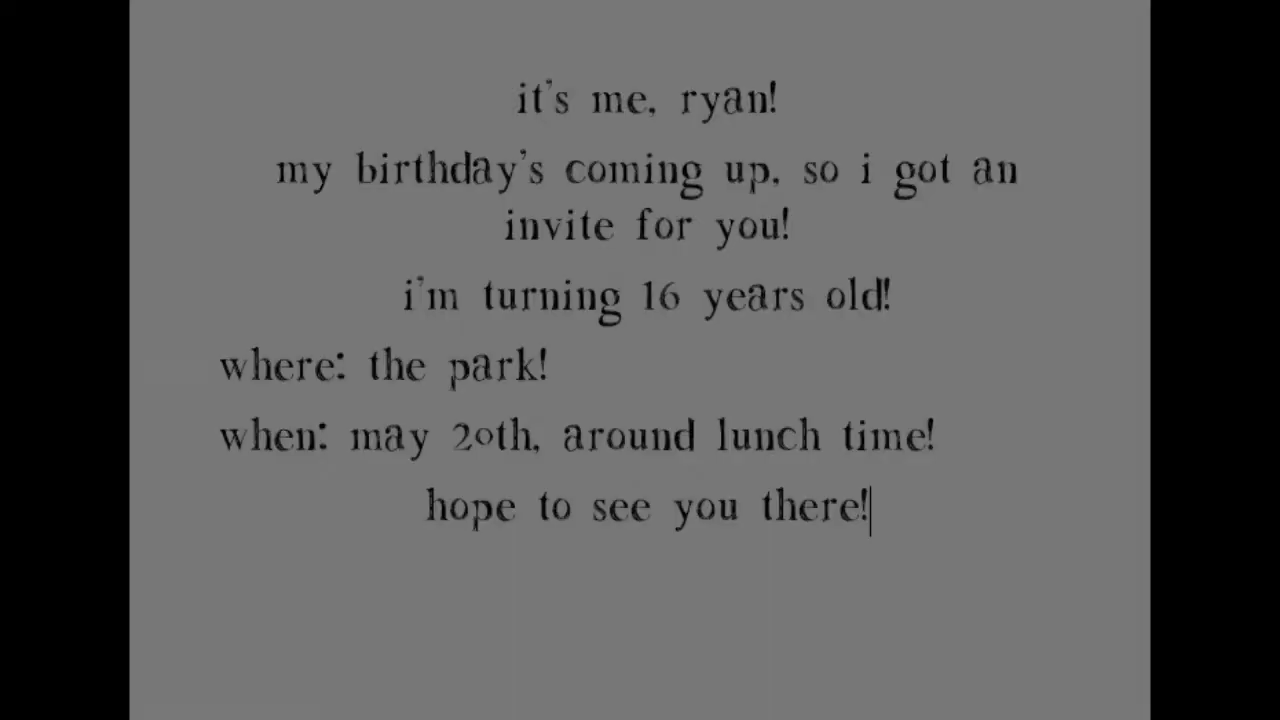 it's me, ryan!
my birthday's coming up, so i got an
invite for you!
i'm turning 16 years old!
where: the park!
when: may 20th, around lunch time!
hope to see you there!